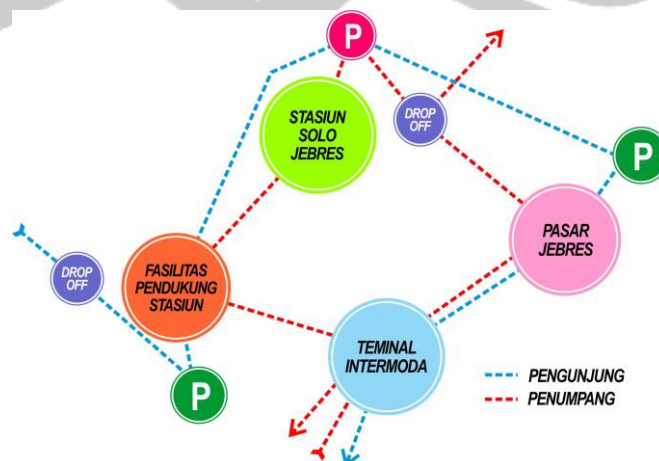 P
STASIUN
SOLO
JEBRES
DROP
OFF
P
PASAR
JEBRES
DROP
OFF
FASILITAS
PENDUKUNG
STASIUN
TEMINAL
INTERMODA
P
PENGUNJUNG
PENUMPANG